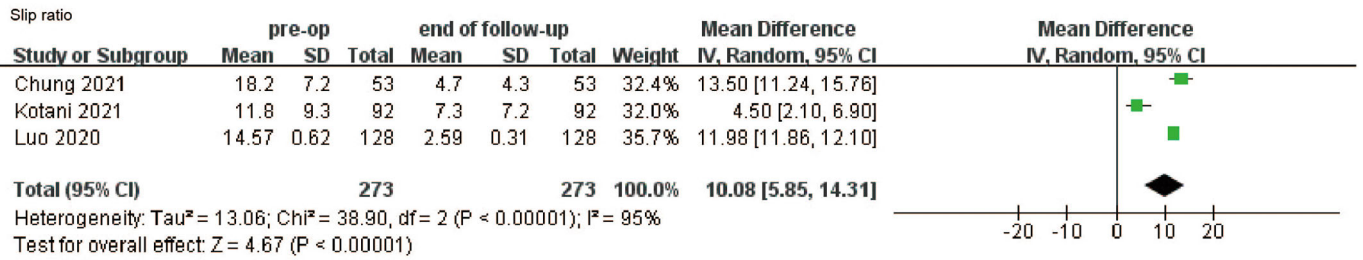 Slip ratio
pre-op end of follow-up Mean Difference Mean Difference
Study or Subgroup Mean SD Total Mean SD Total Weight IV, Random, 95% CI IV, Random, 95% CI
Chung 2021 18.2 7.2 53 4.7 4.3 53 32.4% 13.50 [11.24, 15.76]
Kotani 2021 11.8 9.3 92 7.3 7.2 92 32.0% 4.50 [2.10, 6.90]
Luo 2020 14.57 0.62 128 2.59 0.31 128 35.7% 11.98 [11.86, 12.10]
Total (95% CI) 273 273 100.0% 10.08 [5.85, 14.31]
Heterogeneity: Tau² = 13.06; Chi² = 38.90, df = 2 (P < 0.00001); I² = 95%
Test for overall effect: Z = 4.67 (P < 0.00001)
-20 -10 0 10 20